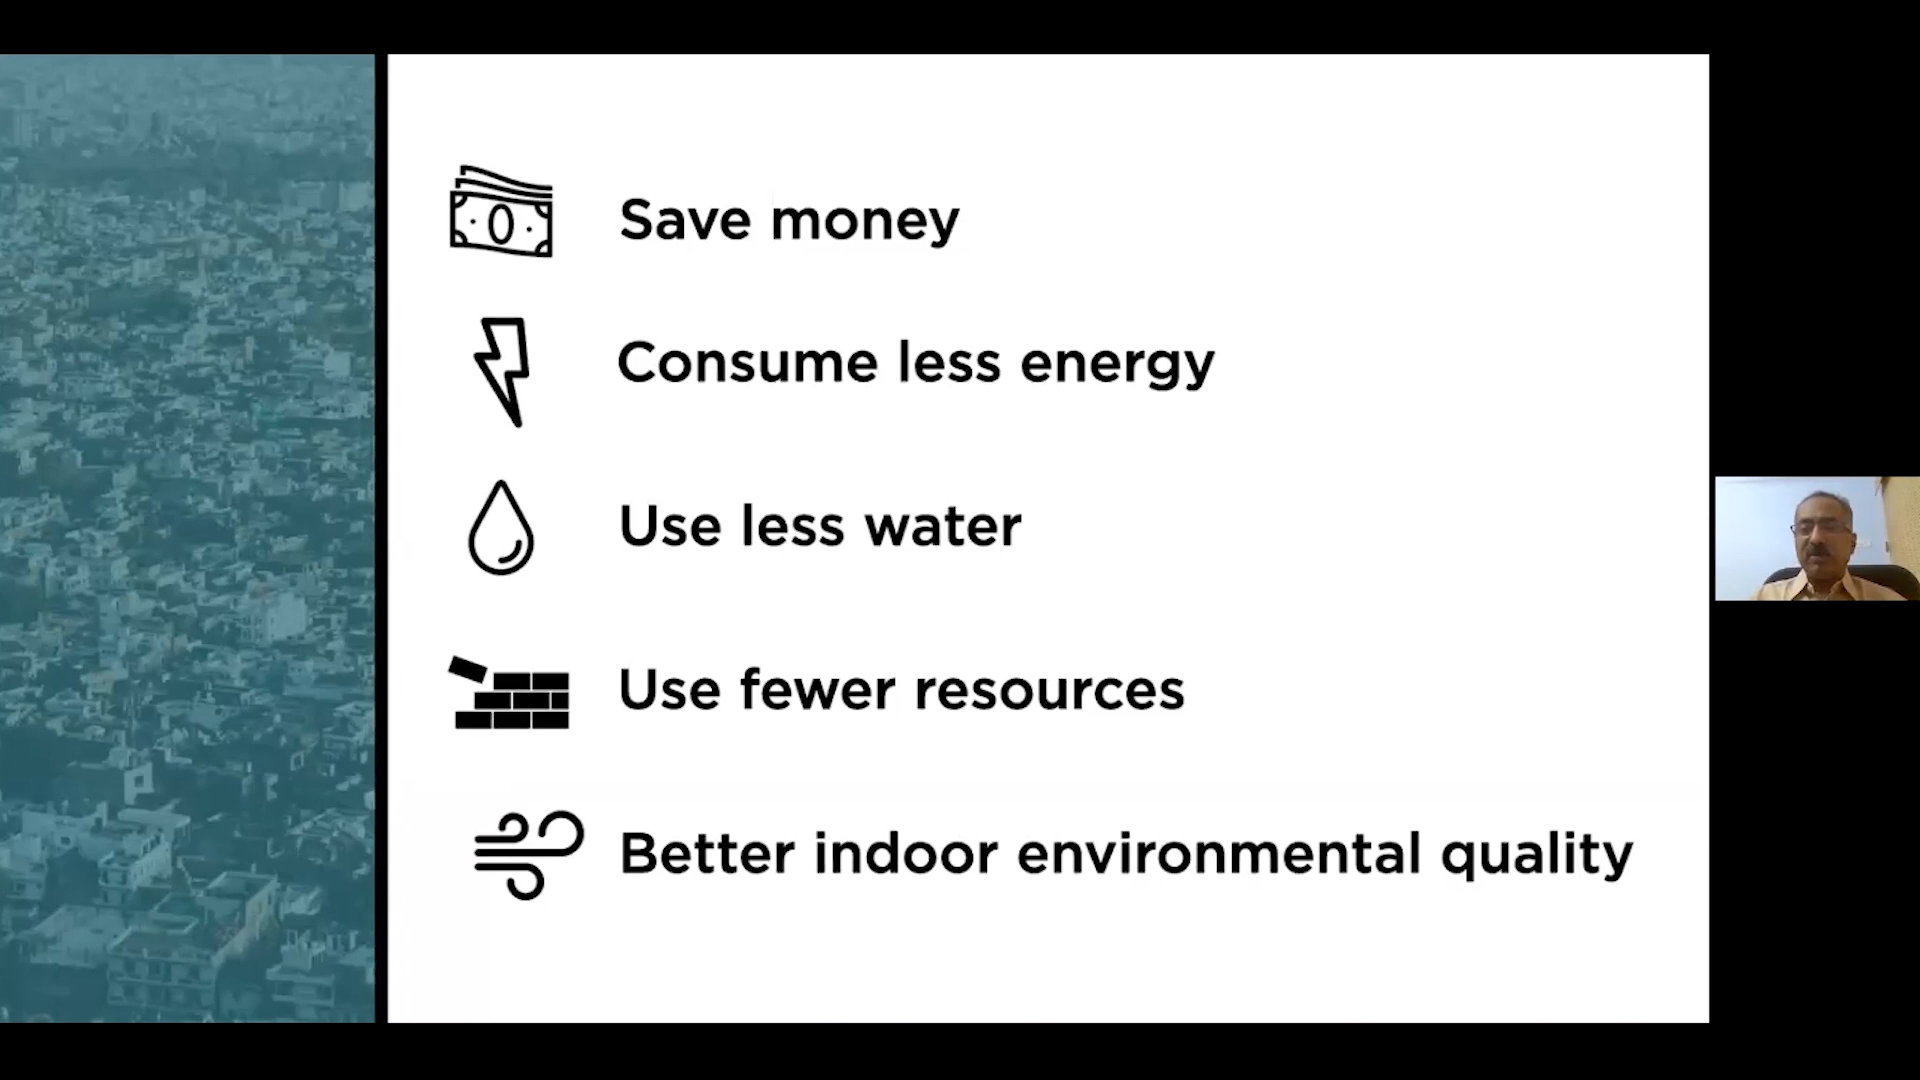 Save money
Consume less energy
Use less water
Use fewer resources
Better indoor environmental quality